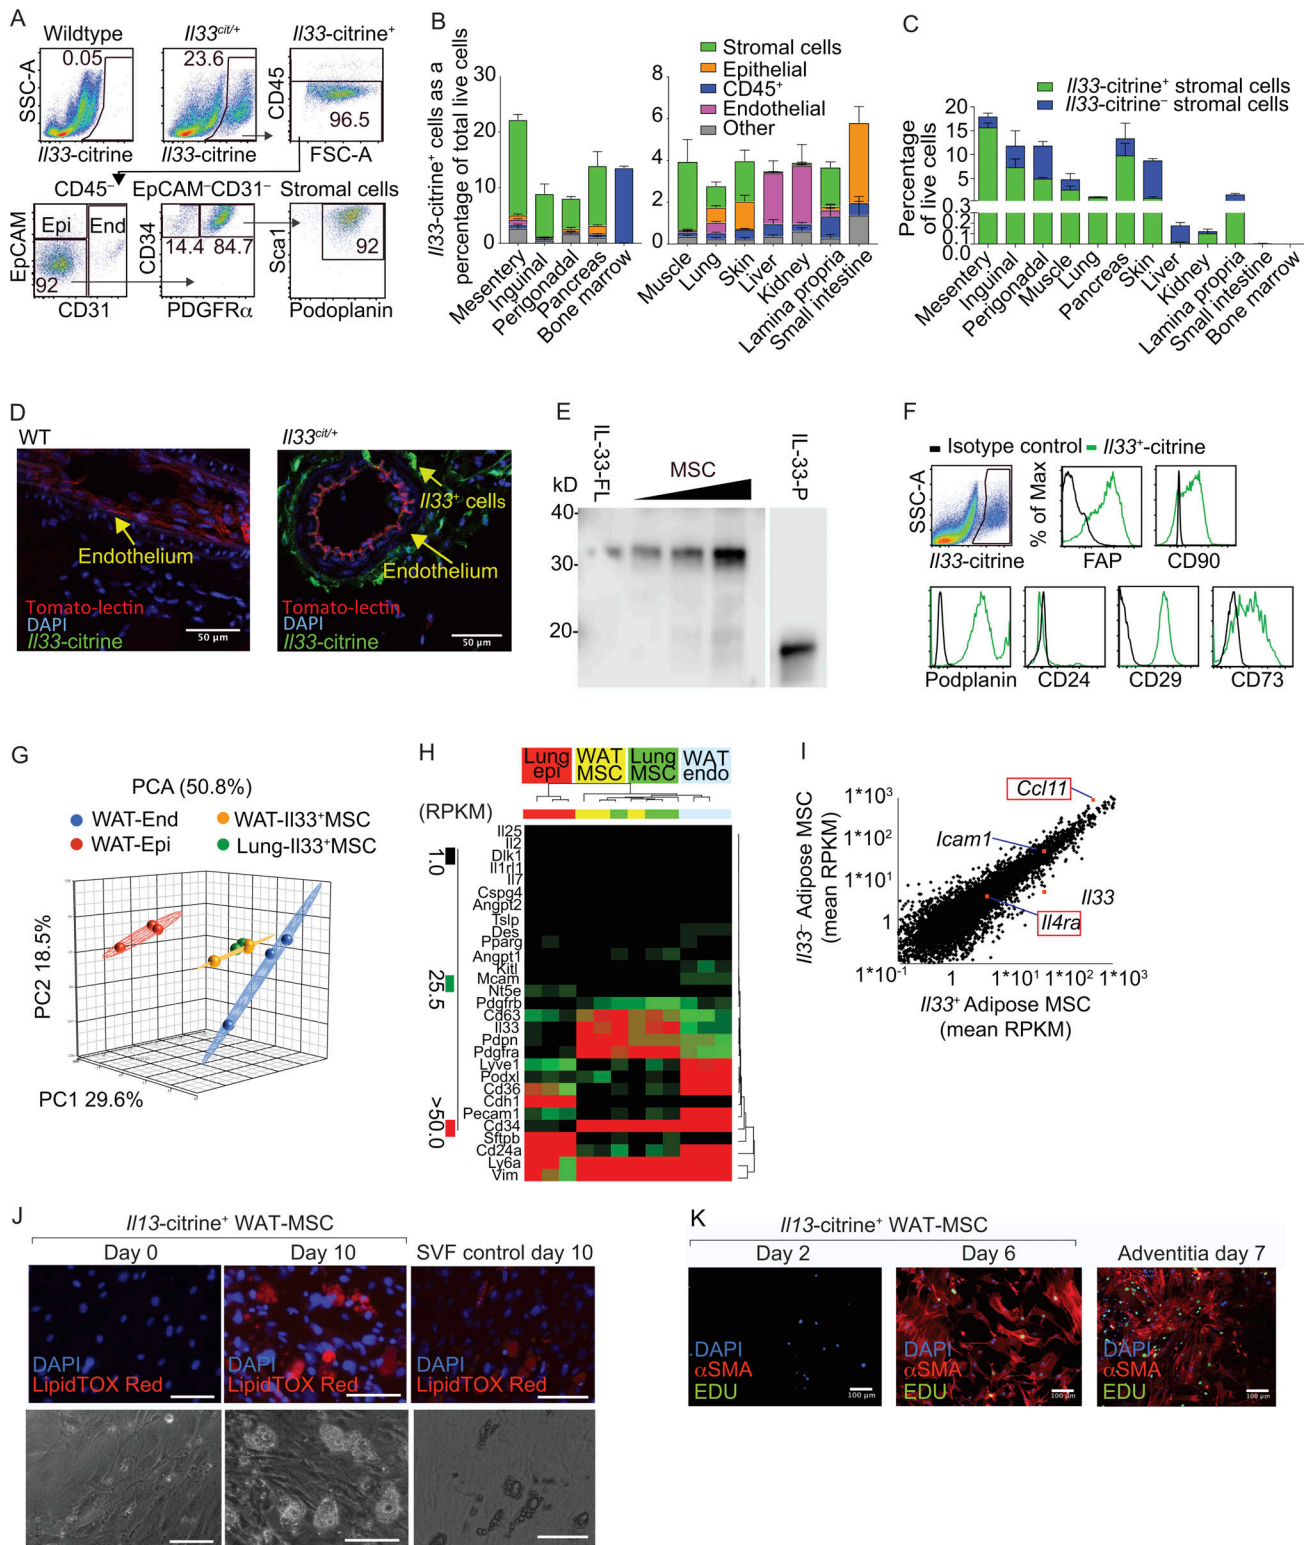 A
Wildtype
Il33cit/+
Il33-citrine+
0.05
23.6
96.5
SSC-A
CD45
Il33-citrine
Il33-citrine
FSC-A
CD45–
EpCAM–CD31–
Stromal cells
Epi
End
92
14.4
84.7
92
EpCAM
CD34
Sca1
CD31
PDGFRα
Podoplanin
B
Il33-citrine+ cells as a
percentage of total live cells
30
20
10
0
8
6
4
2
0
Stromal cells
Epithelial
CD45+
Endothelial
Other
Mesentery
Inguinal
Perigonadal
Pancreas
Bone marrow
Muscle
Lung
Skin
Liver
Kidney
Lamina propria
Small intestine
C
Il33-citrine+ stromal cells
Il33-citrine– stromal cells
Percentage
of live cells
20
15
10
5
0.3
0.2
0.1
0.0
Mesentery
Inguinal
Perigonadal
Muscle
Lung
Pancreas
Skin
Liver
Kidney
Lamina propria
Small intestine
Bone marrow
D
WT
Il33cit/+
Endothelium
Il33+ cells
Endothelium
Tomato-lectin
DAPI
Il33-citrine
50 µm
Tomato-lectin
DAPI
Il33-citrine
50 µm
E
IL-33-FL
MSC
IL-33-P
kD
40
30
20
F
Isotype control
Il33+-citrine
SSC-A
% of Max
Il33-citrine
FAP
CD90
Podplanin
CD24
CD29
CD73
G
PCA (50.8%)
WAT-End
WAT-Il33+MSC
WAT-Epi
Lung-Il33+MSC
PC2 18.5%
PC1 29.6%
H
Lung
epi
WAT
MSC
Lung
MSC
WAT
endo
(RPKM)
1.0
25.5
>50.0
Il25
Il2
Dlk1
Il1rl1
Il7
Cspg4
Angpt2
Tslp
Des
Pparg
Angpt1
Kitl
Mcam
Nt5e
Pdgfrb
Cd63
Il33
Pdpn
Pdgfra
Lyve1
Podxl
Cd36
Cdh1
Pecam1
Cd34
Sftpb
Cd24a
Ly6a
Vim
I
Il33– Adipose MSC
(mean RPKM)
1*10³
1*10²
1*10¹
1
1*10⁻¹
1
1*10¹
1*10²
1*10³
Ccl11
Icam1
Il33
Il4ra
Il33+ Adipose MSC
(mean RPKM)
J
Il13-citrine+ WAT-MSC
Day 0
Day 10
SVF control day 10
DAPI
LipidTOX Red
DAPI
LipidTOX Red
DAPI
LipidTOX Red
K
Il13-citrine+ WAT-MSC
Day 2
Day 6
Adventitia day 7
DAPI
αSMA
EDU
100 µm
DAPI
αSMA
EDU
100 µm
DAPI
αSMA
EDU
100 µm